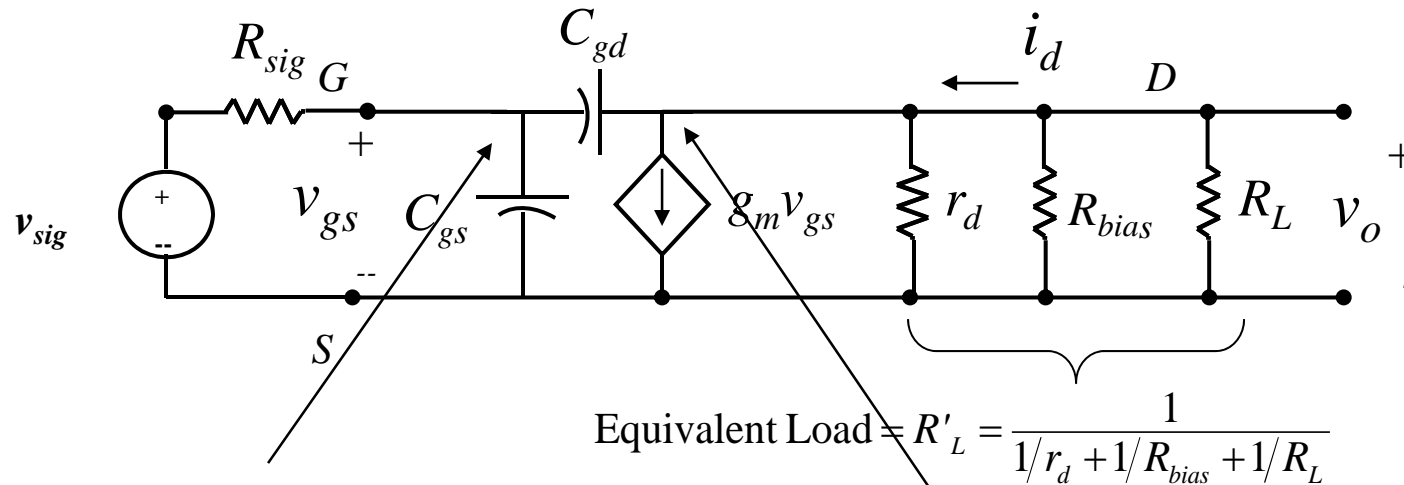 C_gd
i_d
R_sig
G
D
+
+
+
v_sig
--
v_gs
C_gs
g_m v_gs
r_d
R_bias
R_L
v_o
--
S
Equivalent Load = R'_L = 1 / (1/r_d + 1/R_bias + 1/R_L)